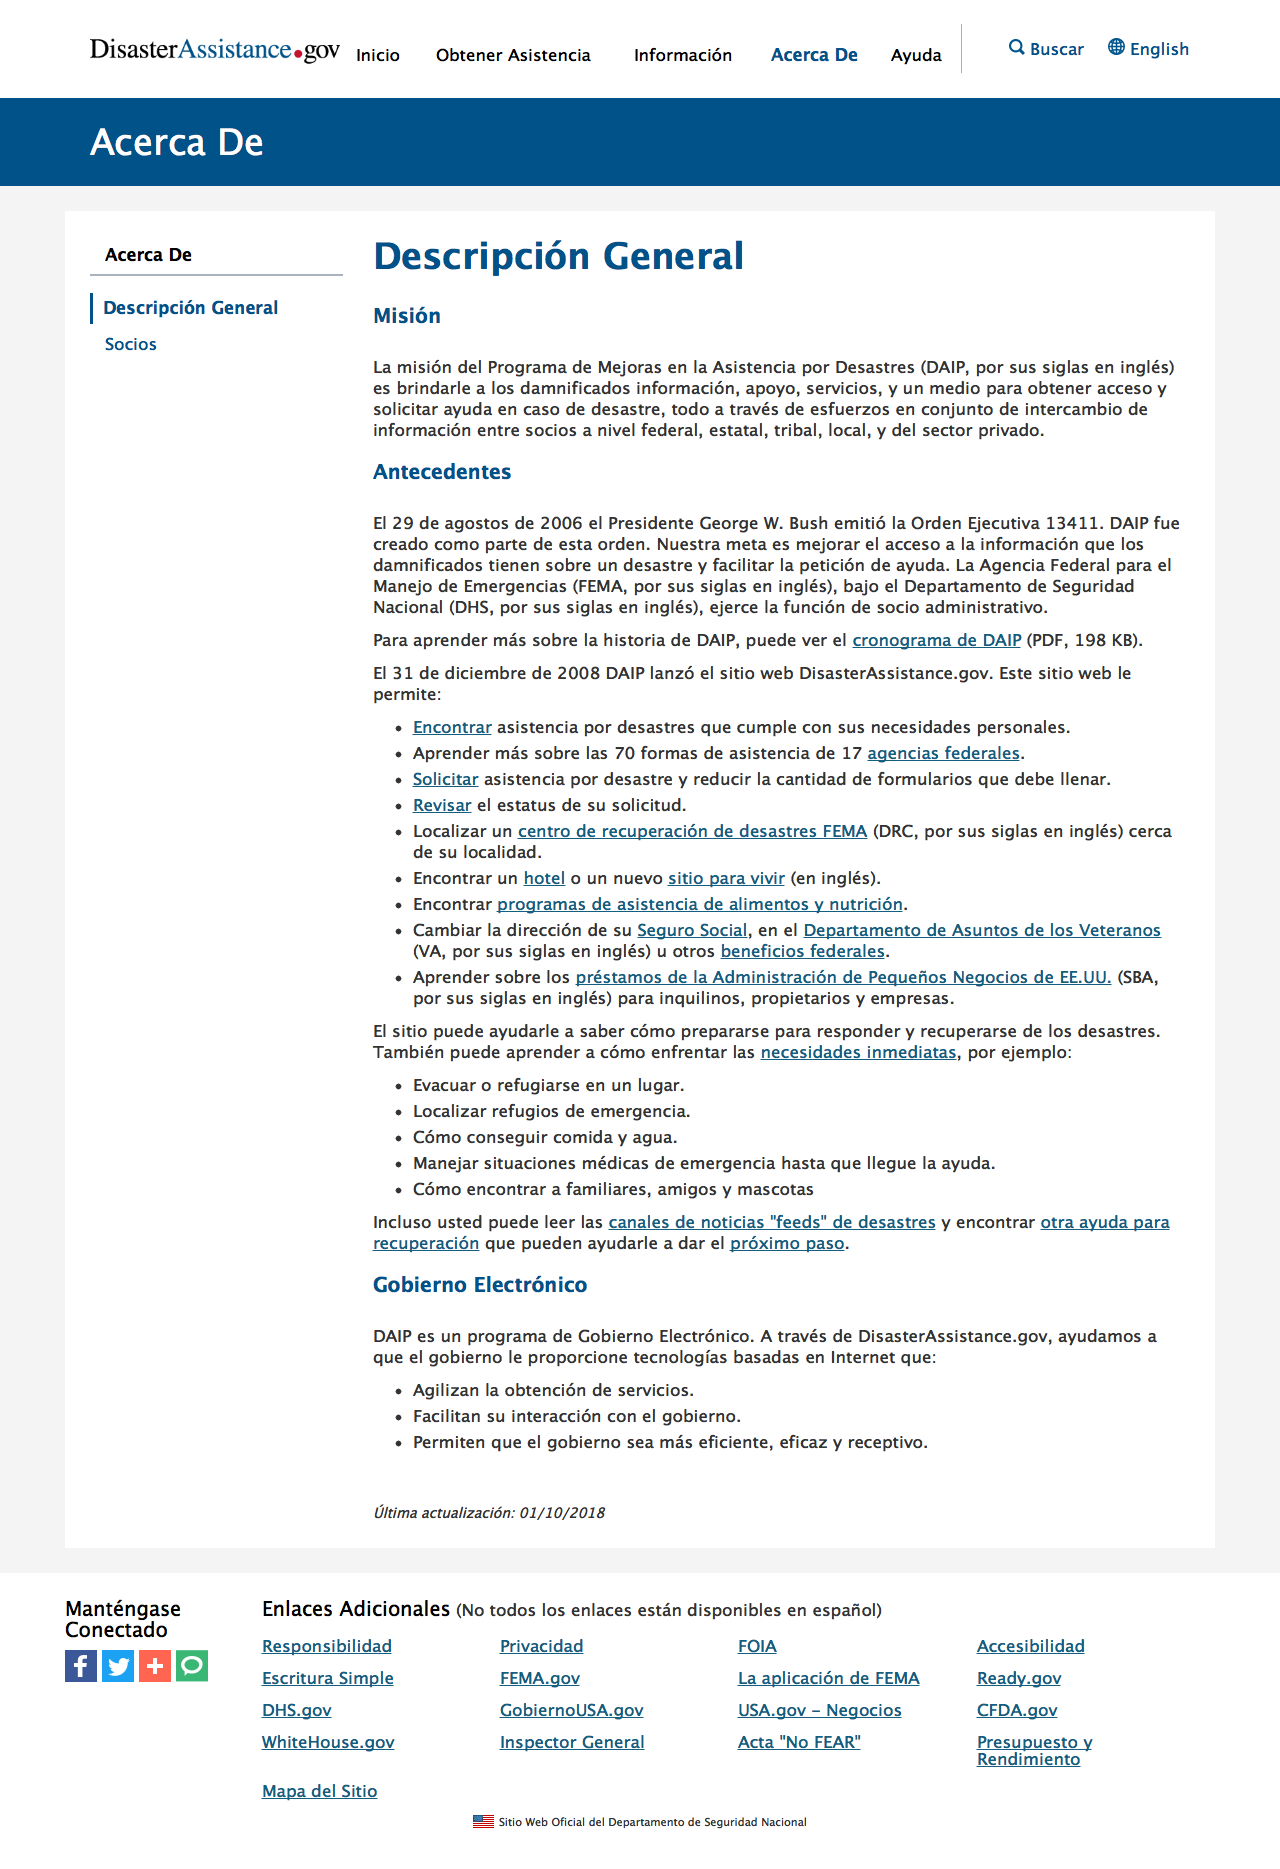 DisasterAssistance.gov
Inicio
Obtener Asistencia
Información
Acerca De
Ayuda
Buscar
English
Acerca De
Acerca De
Descripción General
Socios
Descripción General
Misión
La misión del Programa de Mejoras en la Asistencia por Desastres (DAIP, por sus siglas en inglés)
es brindarle a los damnificados información, apoyo, servicios, y un medio para obtener acceso y
solicitar ayuda en caso de desastre, todo a través de esfuerzos en conjunto de intercambio de
información entre socios a nivel federal, estatal, tribal, local, y del sector privado.
Antecedentes
El 29 de agostos de 2006 el Presidente George W. Bush emitió la Orden Ejecutiva 13411. DAIP fue
creado como parte de esta orden. Nuestra meta es mejorar el acceso a la información que los
damnificados tienen sobre un desastre y facilitar la petición de ayuda. La Agencia Federal para el
Manejo de Emergencias (FEMA, por sus siglas en inglés), bajo el Departamento de Seguridad
Nacional (DHS, por sus siglas en inglés), ejerce la función de socio administrativo.
Para aprender más sobre la historia de DAIP, puede ver el cronograma de DAIP (PDF, 198 KB).
El 31 de diciembre de 2008 DAIP lanzó el sitio web DisasterAssistance.gov. Este sitio web le
permite:
• Encontrar asistencia por desastres que cumple con sus necesidades personales.
• Aprender más sobre las 70 formas de asistencia de 17 agencias federales.
• Solicitar asistencia por desastre y reducir la cantidad de formularios que debe llenar.
• Revisar el estatus de su solicitud.
• Localizar un centro de recuperación de desastres FEMA (DRC, por sus siglas en inglés) cerca
de su localidad.
• Encontrar un hotel o un nuevo sitio para vivir (en inglés).
• Encontrar programas de asistencia de alimentos y nutrición.
• Cambiar la dirección de su Seguro Social, en el Departamento de Asuntos de los Veteranos
(VA, por sus siglas en inglés) u otros beneficios federales.
• Aprender sobre los préstamos de la Administración de Pequeños Negocios de EE.UU. (SBA,
por sus siglas en inglés) para inquilinos, propietarios y empresas.
El sitio puede ayudarle a saber cómo prepararse para responder y recuperarse de los desastres.
También puede aprender a cómo enfrentar las necesidades inmediatas, por ejemplo:
• Evacuar o refugiarse en un lugar.
• Localizar refugios de emergencia.
• Cómo conseguir comida y agua.
• Manejar situaciones médicas de emergencia hasta que llegue la ayuda.
• Cómo encontrar a familiares, amigos y mascotas
Incluso usted puede leer las canales de noticias "feeds" de desastres y encontrar otra ayuda para
recuperación que pueden ayudarle a dar el próximo paso.
Gobierno Electrónico
DAIP es un programa de Gobierno Electrónico. A través de DisasterAssistance.gov, ayudamos a
que el gobierno le proporcione tecnologías basadas en Internet que:
• Agilizan la obtención de servicios.
• Facilitan su interacción con el gobierno.
• Permiten que el gobierno sea más eficiente, eficaz y receptivo.
Última actualización: 01/10/2018
Manténgase
Conectado
Enlaces Adicionales (No todos los enlaces están disponibles en español)
Responsibilidad
Privacidad
FOIA
Accesibilidad
Escritura Simple
FEMA.gov
La aplicación de FEMA
Ready.gov
DHS.gov
GobiernoUSA.gov
USA.gov - Negocios
CFDA.gov
WhiteHouse.gov
Inspector General
Acta "No FEAR"
Presupuesto y
Rendimiento
Mapa del Sitio
Sitio Web Oficial del Departamento de Seguridad Nacional